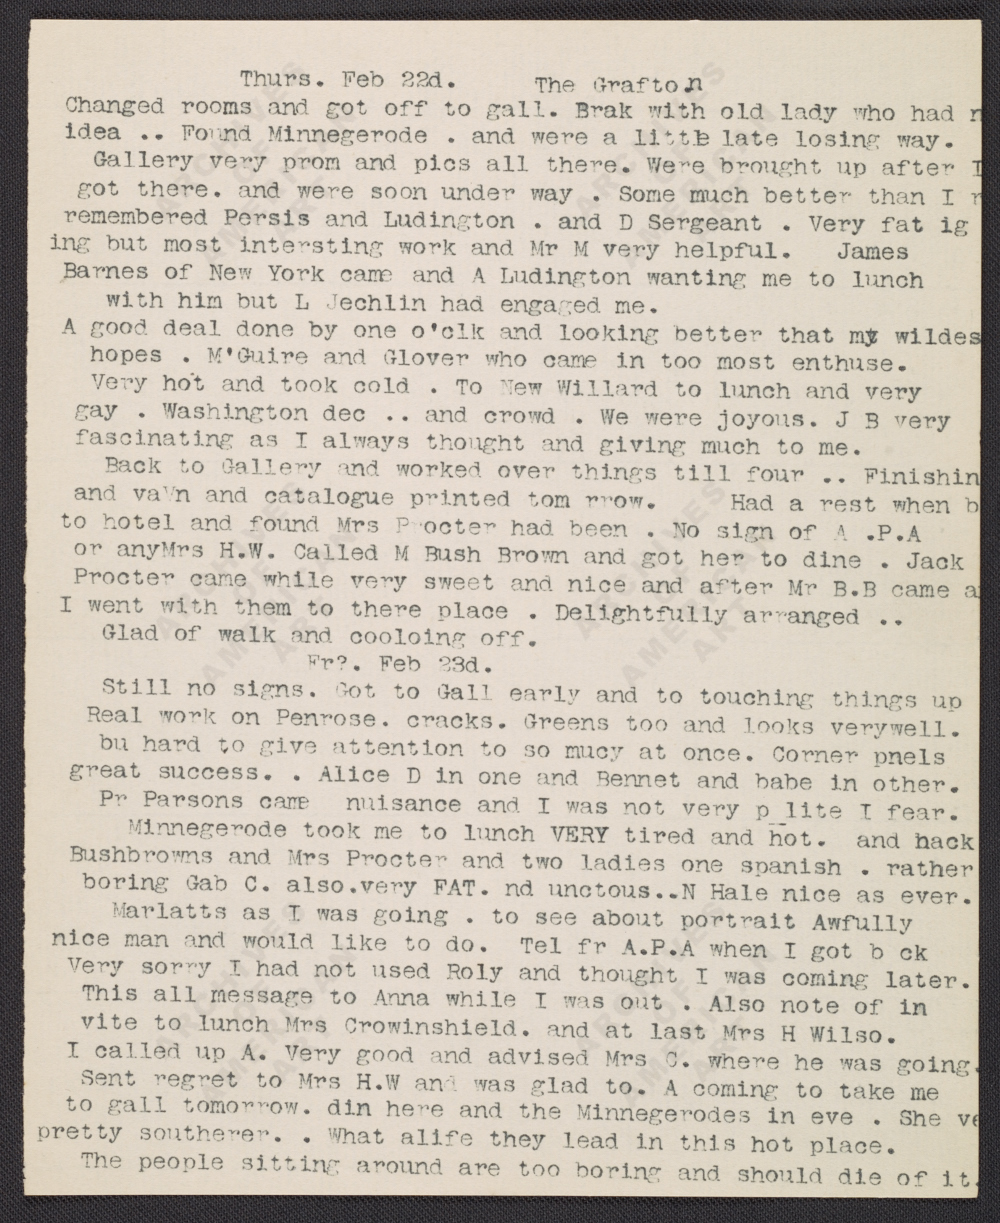 Thurs. Feb 22d. The Grafton
Changed rooms and got off to gall. Brak with old lady who had n
idea .. Found Minnegerode . and were a little late losing way.
Gallery very prom and pics all there. Were brought up after I
got there. and were soon under way . Some much better than I r
remembered Persis and Ludington . and D Sergeant . Very fat ig
ing but most intersting work and Mr M very helpful. James
Barnes of New York came and A Ludington wanting me to lunch
with him but L Jechlin had engaged me.
A good deal done by one o'clk and looking better that my wildes
hopes . M'Guire and Glover who came in too most enthuse.
Very hot and took cold . To New Willard to lunch and very
gay . Washington dec .. and crowd . We were joyous. J B very
fascinating as I always thought and giving much to me.
Back to Gallery and worked over things till four .. Finishin
and va n and catalogue printed tom rrow. Had a rest when b
to hotel and found Mrs P octer had been . No sign of A .P.A
or anyMrs H.W. Called M Bush Brown and got her to dine . Jack
Procter came while very sweet and nice and after Mr B.B came a
I went with them to there place . Delightfully arranged ..
Glad of walk and cooloing off.
Fr?. Feb 23d.
Still no signs. Got to Gall early and to touching things up
Real work on Penrose. cracks. Greens too and looks verywell.
bu hard to give attention to so mucy at once. Corner pnels
great success. . Alice D in one and Bennet and babe in other.
Pr Parsons came nuisance and I was not very p_lite I fear.
Minnegerode took me to lunch VERY tired and hot. and hack
Bushbrowns and Mrs Procter and two ladies one spanish . rather
boring Gab C. also.very FAT. nd unctous..N Hale nice as ever.
Marlatts as I was going . to see about portrait Awfully
nice man and would like to do. Tel fr A.P.A when I got b ck
Very sorry I had not used Roly and thought I was coming later.
This all message to Anna while I was out . Also note of in
vite to lunch Mrs Crowinshield. and at last Mrs H Wilso.
I called up A. Very good and advised Mrs C. where he was going.
Sent regret to Mrs H.W and was glad to. A coming to take me
to gall tomorrow. din here and the Minnegerodes in eve . She ve
pretty southerer. . What alife they lead in this hot place.
The people sitting around are too boring and should die of it.